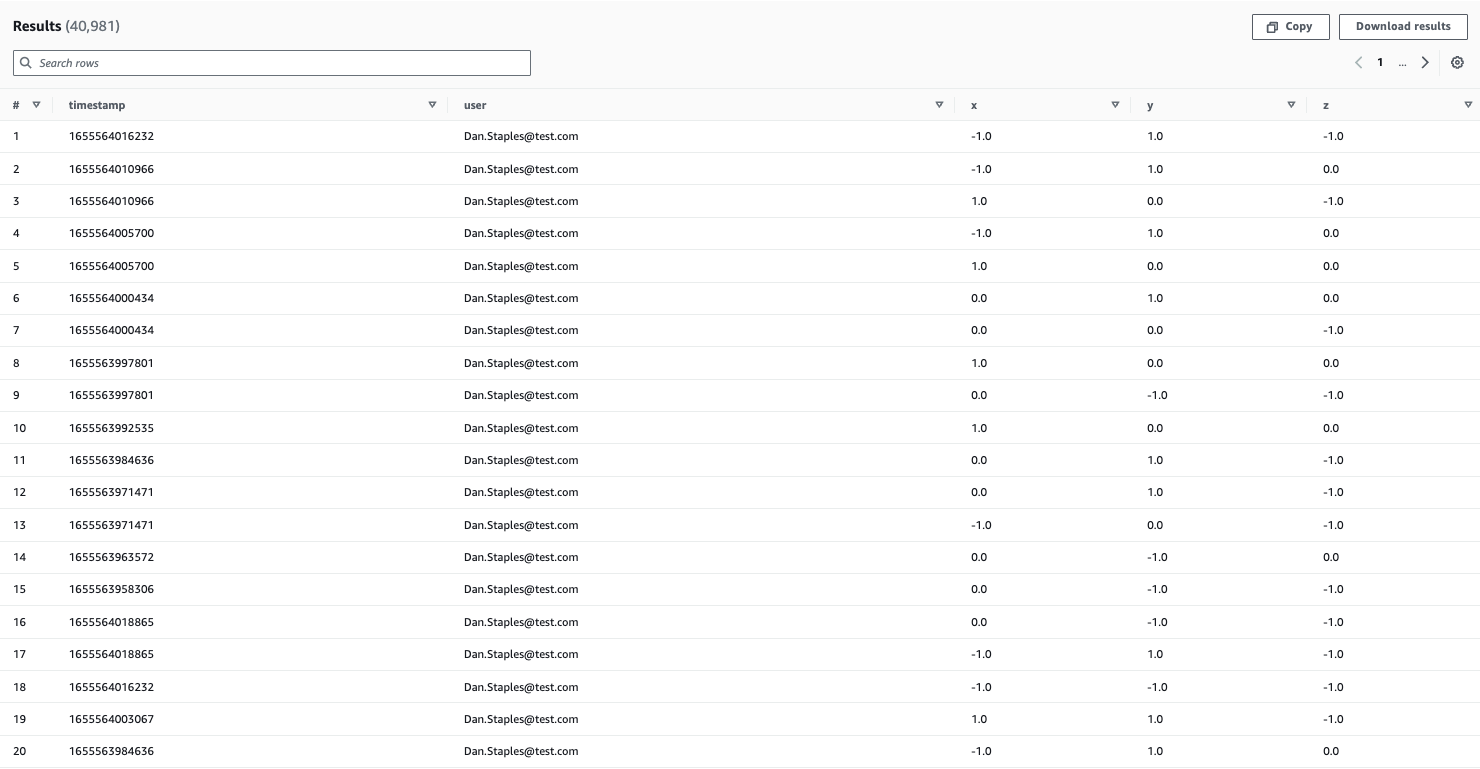 Results (40,981)
Copy
Download results
Search rows
1 ...
# timestamp user x y z
1 1655564016232 Dan.Staples@test.com -1.0 1.0 -1.0
2 1655564010966 Dan.Staples@test.com -1.0 1.0 0.0
3 1655564010966 Dan.Staples@test.com 1.0 0.0 -1.0
4 1655564005700 Dan.Staples@test.com -1.0 1.0 0.0
5 1655564005700 Dan.Staples@test.com 1.0 0.0 0.0
6 1655564000434 Dan.Staples@test.com 0.0 1.0 0.0
7 1655564000434 Dan.Staples@test.com 0.0 0.0 -1.0
8 1655563997801 Dan.Staples@test.com 1.0 0.0 0.0
9 1655563997801 Dan.Staples@test.com 0.0 -1.0 -1.0
10 1655563992535 Dan.Staples@test.com 1.0 0.0 0.0
11 1655563984636 Dan.Staples@test.com 0.0 1.0 -1.0
12 1655563971471 Dan.Staples@test.com 0.0 1.0 -1.0
13 1655563971471 Dan.Staples@test.com -1.0 0.0 -1.0
14 1655563963572 Dan.Staples@test.com 0.0 -1.0 0.0
15 1655563958306 Dan.Staples@test.com 0.0 -1.0 -1.0
16 1655564018865 Dan.Staples@test.com 0.0 -1.0 -1.0
17 1655564018865 Dan.Staples@test.com -1.0 1.0 -1.0
18 1655564016232 Dan.Staples@test.com -1.0 -1.0 -1.0
19 1655564003067 Dan.Staples@test.com 1.0 1.0 -1.0
20 1655563984636 Dan.Staples@test.com -1.0 1.0 0.0